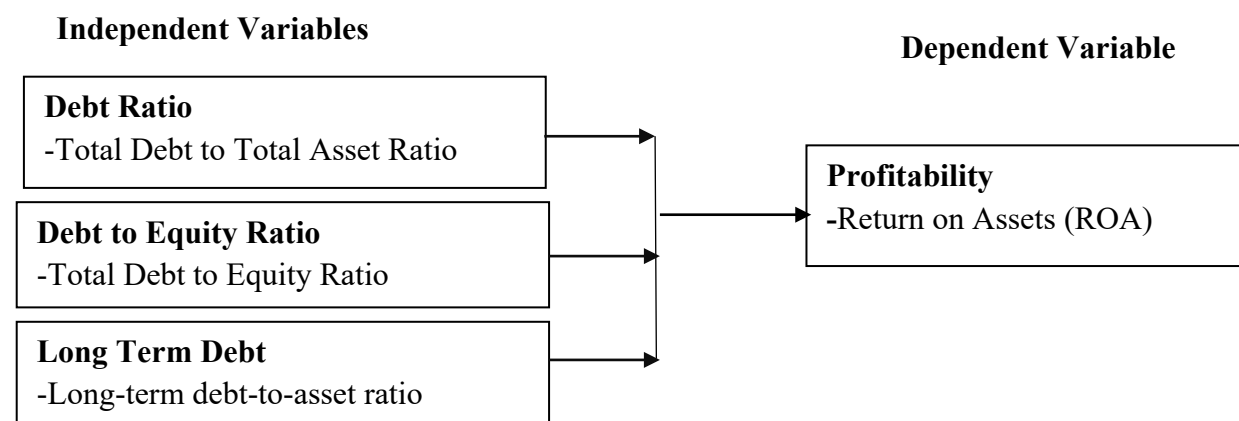 Independent Variables
Dependent Variable
Debt Ratio
-Total Debt to Total Asset Ratio
Debt to Equity Ratio
-Total Debt to Equity Ratio
Long Term Debt
-Long-term debt-to-asset ratio
Profitability
-Return on Assets (ROA)